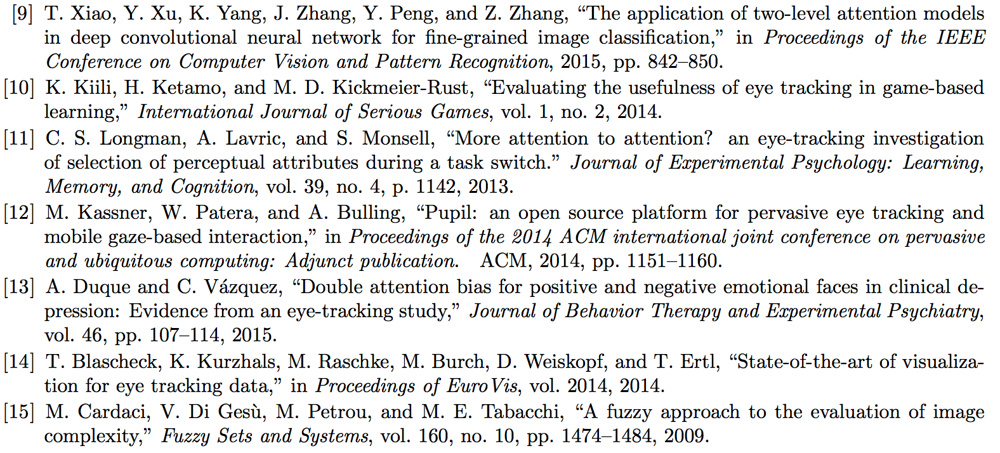 [9] T. Xiao, Y. Xu, K. Yang, J. Zhang, Y. Peng, and Z. Zhang, “The application of two-level attention models
in deep convolutional neural network for fine-grained image classification,” in Proceedings of the IEEE
Conference on Computer Vision and Pattern Recognition, 2015, pp. 842–850.
[10] K. Kiili, H. Ketamo, and M. D. Kickmeier-Rust, “Evaluating the usefulness of eye tracking in game-based
learning,” International Journal of Serious Games, vol. 1, no. 2, 2014.
[11] C. S. Longman, A. Lavric, and S. Monsell, “More attention to attention? an eye-tracking investigation
of selection of perceptual attributes during a task switch.” Journal of Experimental Psychology: Learning,
Memory, and Cognition, vol. 39, no. 4, p. 1142, 2013.
[12] M. Kassner, W. Patera, and A. Bulling, “Pupil: an open source platform for pervasive eye tracking and
mobile gaze-based interaction,” in Proceedings of the 2014 ACM international joint conference on pervasive
and ubiquitous computing: Adjunct publication. ACM, 2014, pp. 1151–1160.
[13] A. Duque and C. Vázquez, “Double attention bias for positive and negative emotional faces in clinical de-
pression: Evidence from an eye-tracking study,” Journal of Behavior Therapy and Experimental Psychiatry,
vol. 46, pp. 107–114, 2015.
[14] T. Blascheck, K. Kurzhals, M. Raschke, M. Burch, D. Weiskopf, and T. Ertl, “State-of-the-art of visualiza-
tion for eye tracking data,” in Proceedings of EuroVis, vol. 2014, 2014.
[15] M. Cardaci, V. Di Gesù, M. Petrou, and M. E. Tabacchi, “A fuzzy approach to the evaluation of image
complexity,” Fuzzy Sets and Systems, vol. 160, no. 10, pp. 1474–1484, 2009.